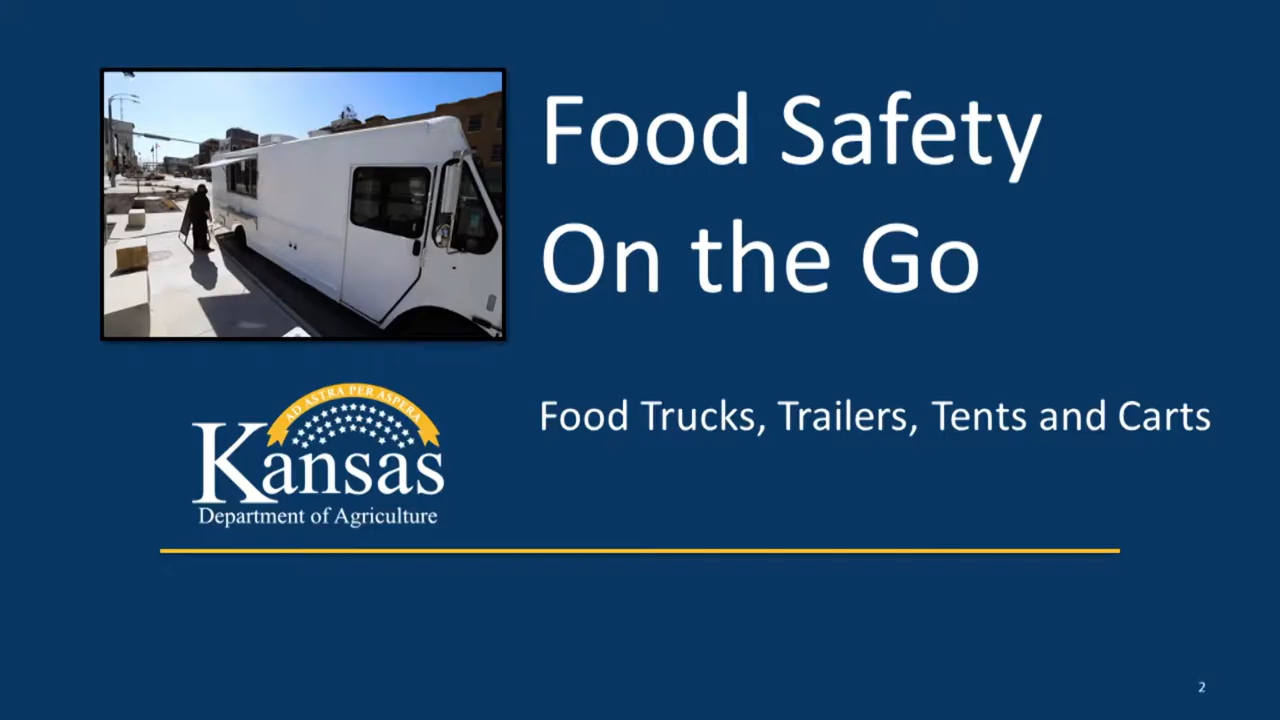 Food Safety
On the Go
AD ASTRA PER ASPERA
Kansas
Department of Agriculture
Food Trucks, Trailers, Tents and Carts
2